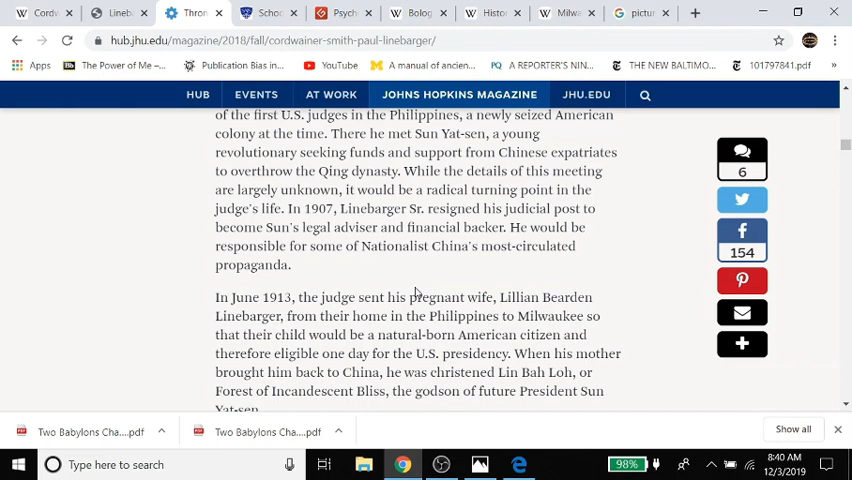 Cordw
Lineb
Thron
Schoo
Psych
Bolog
Histo
Milwa
pictur
hub.jhu.edu/magazine/2018/fall/cordwainer-smith-paul-linebarger/
Apps
The Power of Me –...
Publication Bias in...
YouTube
A manual of ancien...
PQ
A REPORTER'S NIN...
THE NEW BALTIMO...
101797841.pdf
HUB
EVENTS
AT WORK
JOHNS HOPKINS MAGAZINE
JHU.EDU
of the first U.S. judges in the Philippines, a newly seized American
colony at the time. There he met Sun Yat-sen, a young
revolutionary seeking funds and support from Chinese expatriates
to overthrow the Qing dynasty. While the details of this meeting
are largely unknown, it would be a radical turning point in the
judge's life. In 1907, Linebarger Sr. resigned his judicial post to
become Sun's legal adviser and financial backer. He would be
responsible for some of Nationalist China's most-circulated
propaganda.
In June 1913, the judge sent his pregnant wife, Lillian Bearden
Linebarger, from their home in the Philippines to Milwaukee so
that their child would be a natural-born American citizen and
therefore eligible one day for the U.S. presidency. When his mother
brought him back to China, he was christened Lin Bah Loh, or
Forest of Incandescent Bliss, the godson of future President Sun
Yat-sen.
6
154
Two Babylons Cha....pdf
Two Babylons Cha....pdf
Show all
Type here to search
98%
8:40 AM
12/3/2019